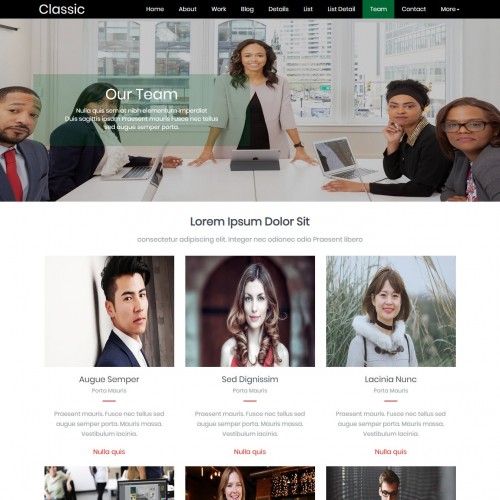 Classic
Home About Work Blog Details List List Detail Team Contact More
Our Team
Nulla quis sem at nibh elementum imperdiet
Duis sagittis ipsum Praesent mauris Fusce nec tellus
sed augue semper porta.
Lorem Ipsum Dolor Sit
consectetur adipiscing elit. Integer nec odionec odio Praesent libero
Augue Semper
Porta Mauris
Praesent mauris. Fusce nec tellus sed
augue semper porta. Mauris massa.
Vestibulum lacinia.
Nulla quis
Sed Dignissim
Porta Mauris
Praesent mauris. Fusce nec tellus sed
augue semper porta. Mauris massa.
Vestibulum lacinia.
Nulla quis
Lacinia Nunc
Porta Mauris
Praesent mauris. Fusce nec tellus sed
augue semper porta. Mauris massa.
Vestibulum lacinia.
Nulla quis